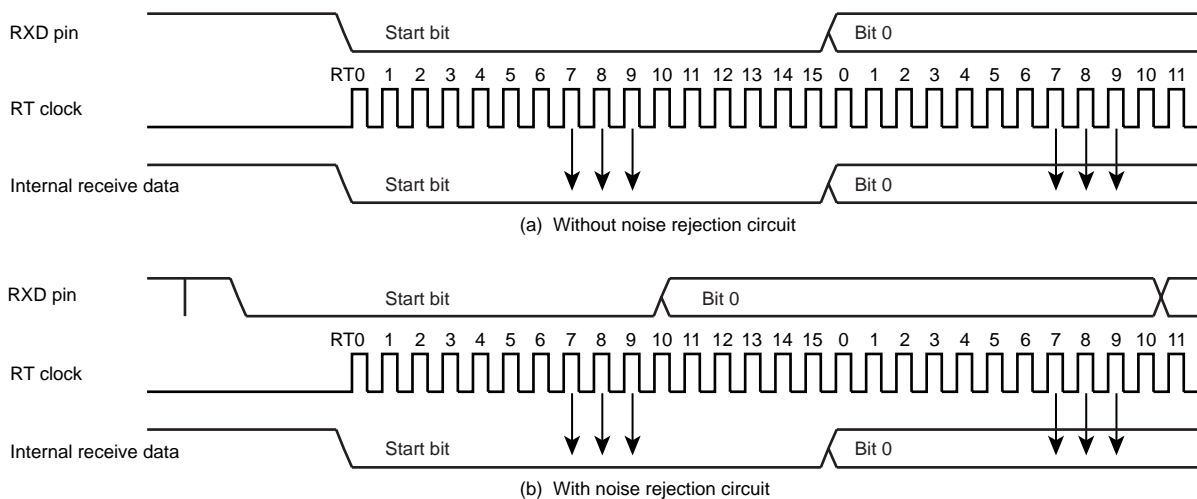 RXD pin
Start bit
Bit 0
RT0 1 2 3 4 5 6 7 8 9 10 11 12 13 14 15 0 1 2 3 4 5 6 7 8 9 10 11
RT clock
Internal receive data
Start bit
Bit 0
(a) Without noise rejection circuit
RXD pin
Start bit
Bit 0
RT0 1 2 3 4 5 6 7 8 9 10 11 12 13 14 15 0 1 2 3 4 5 6 7 8 9 10 11
RT clock
Internal receive data
Start bit
Bit 0
(b) With noise rejection circuit